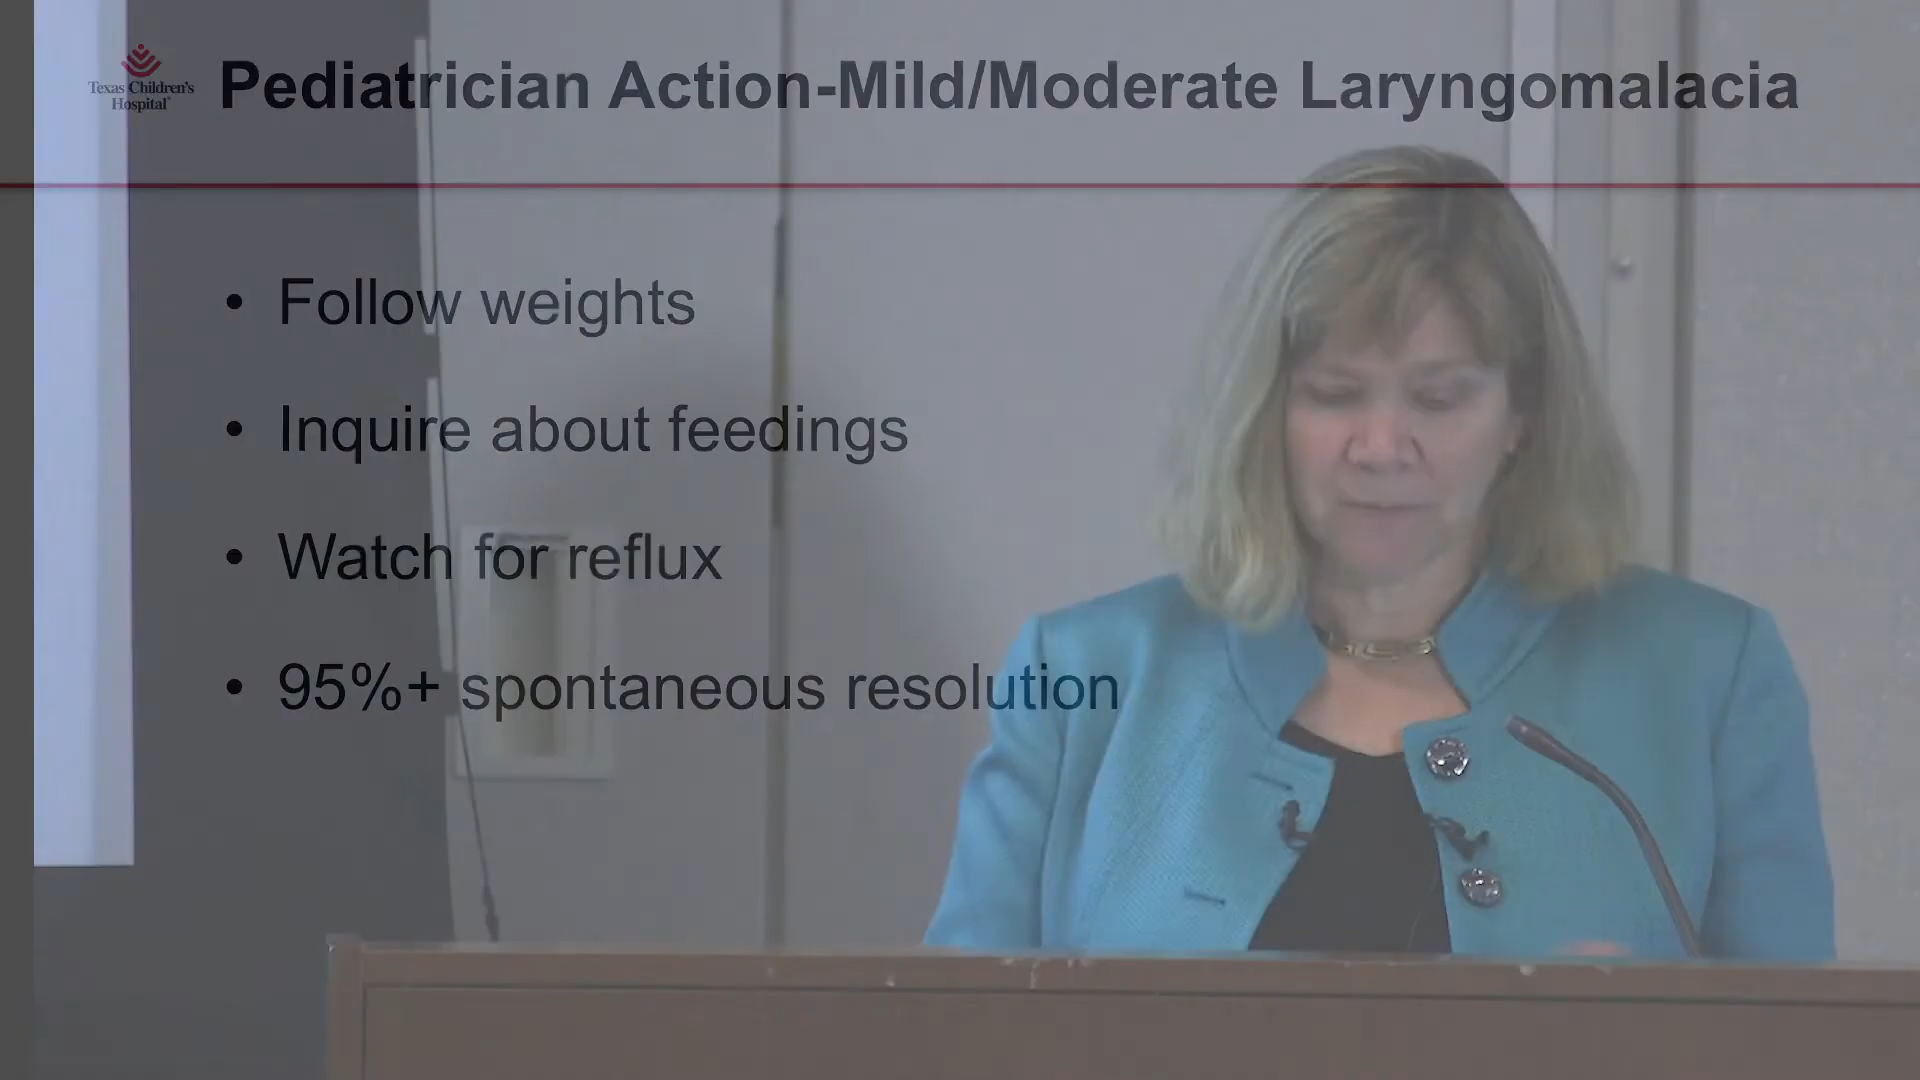 Texas Children's
Hospital®
Pediatrician Action-Mild/Moderate Laryngomalacia
• Follow weights
• Inquire about feedings
• Watch for reflux
• 95%+ spontaneous resolution